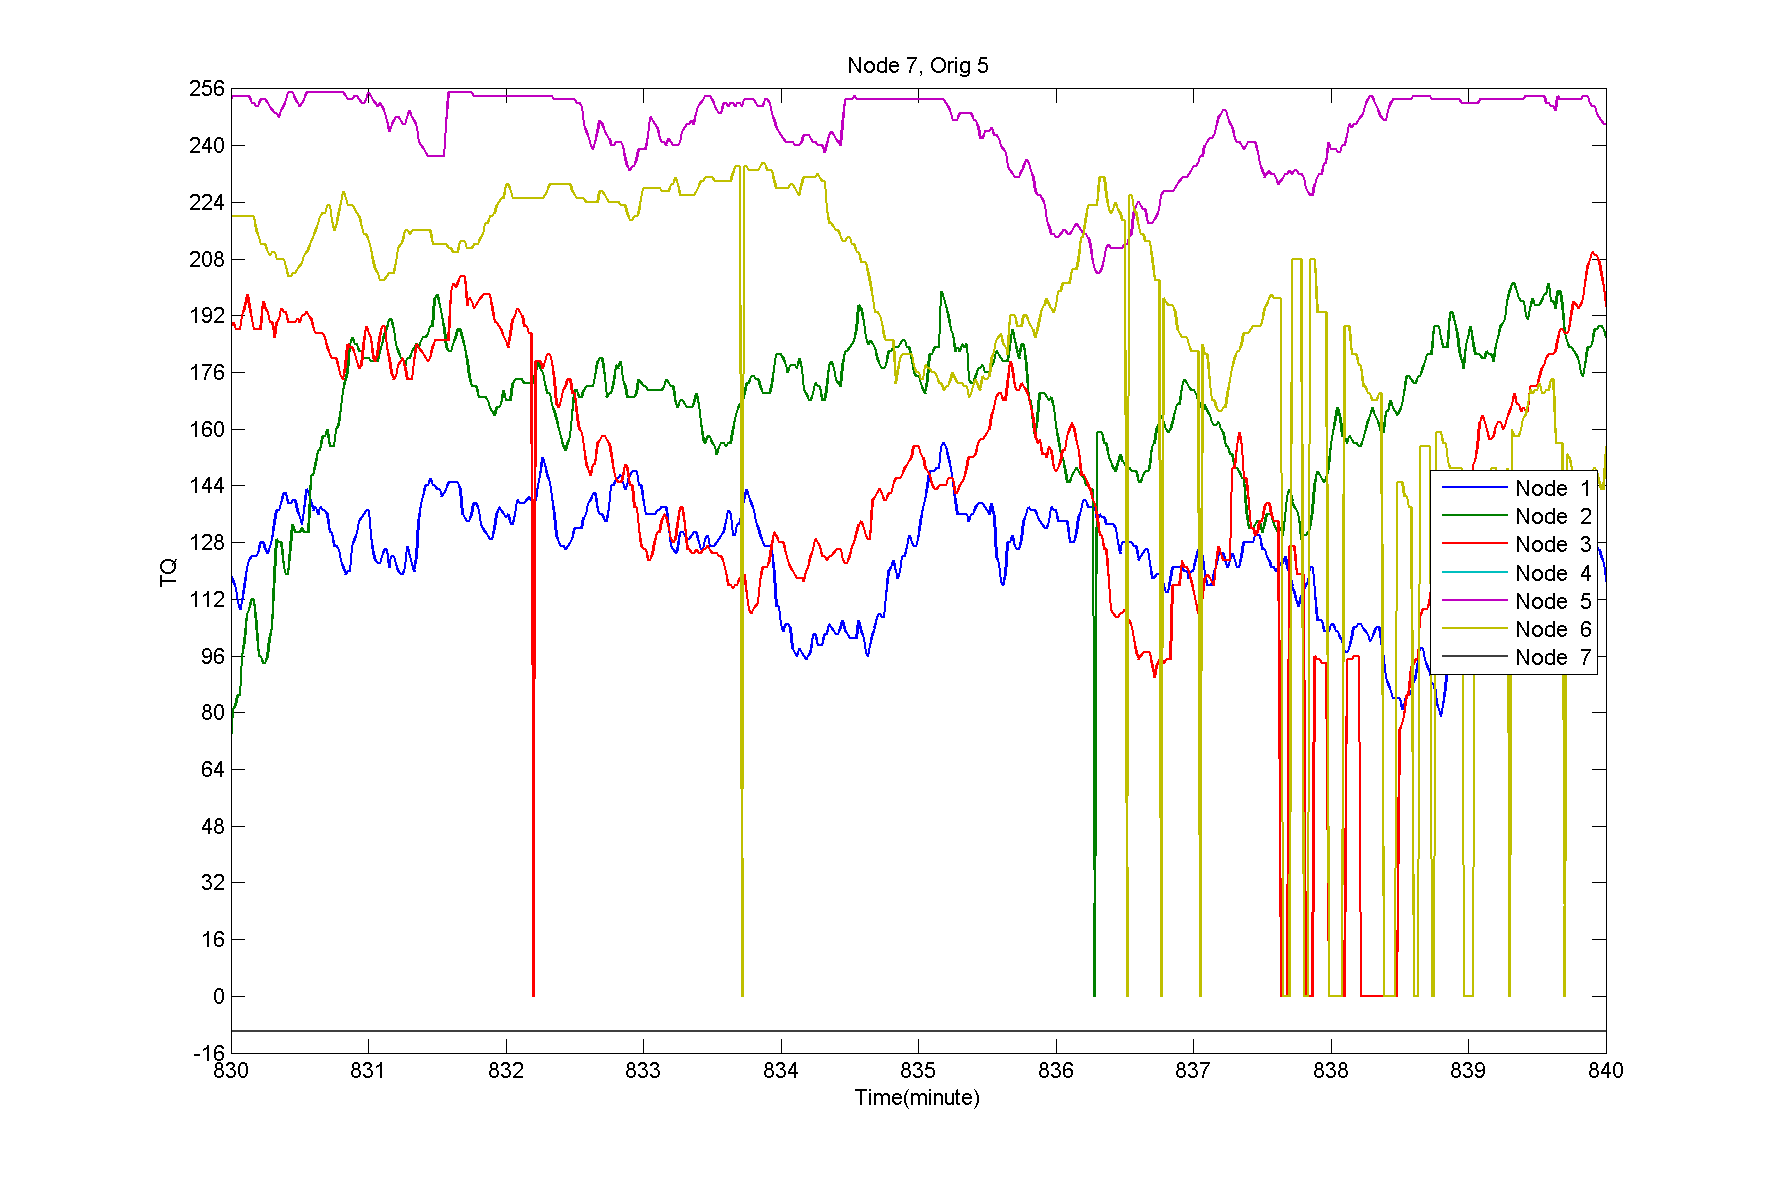 Node 7, Orig 5
256
240
224
208
192
176
160
144
128
112
96
80
64
48
32
16
0
-16
TQ
830 831 832 833 834 835 836 837 838 839 840
Time(minute)
Node 1
Node 2
Node 3
Node 4
Node 5
Node 6
Node 7